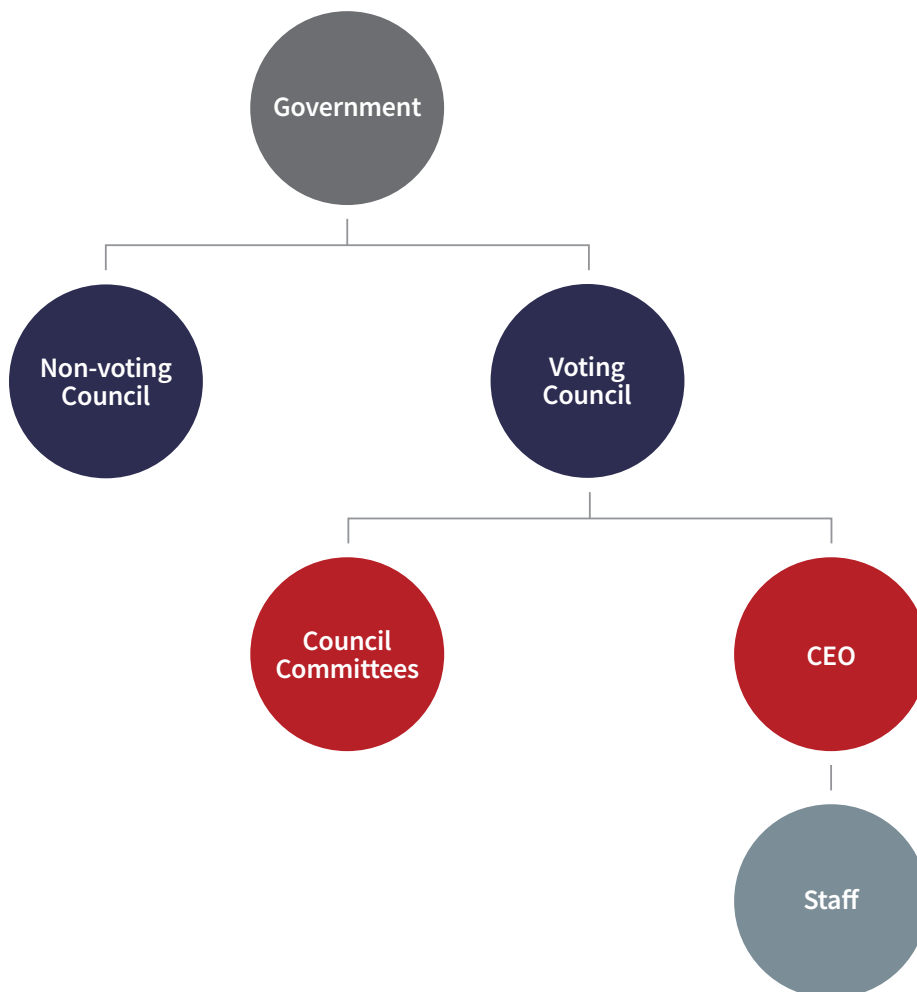 Government
Non-voting
Council
Voting
Council
Council
Committees
CEO
Staff